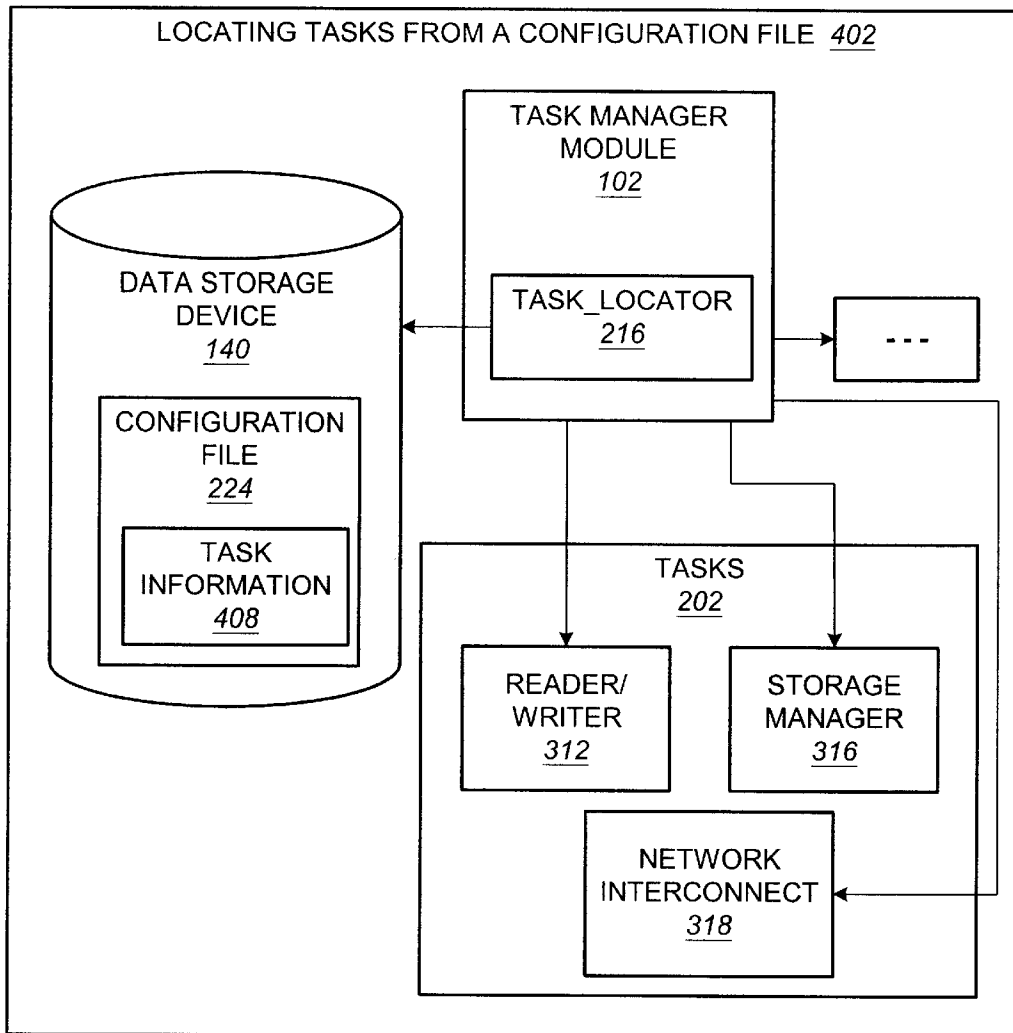 LOCATING TASKS FROM A CONFIGURATION FILE 402
TASK MANAGER
MODULE
102
TASK_LOCATOR
216
DATA STORAGE
DEVICE
140
---
CONFIGURATION
FILE
224
TASK
INFORMATION
408
TASKS
202
READER/
WRITER
312
STORAGE
MANAGER
316
NETWORK
INTERCONNECT
318